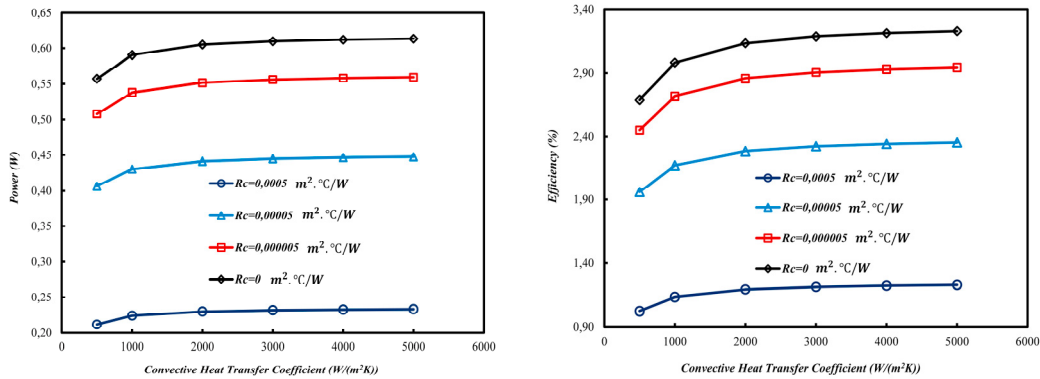 0,65
0,60
0,55
0,50
0,45
0,40
0,35
0,30
0,25
0,20
Power (W)
Rc=0,0005 m².°C/W
Rc=0,00005 m².°C/W
Rc=0,000005 m².°C/W
Rc=0 m².°C/W
0 1000 2000 3000 4000 5000 6000
Convective Heat Transfer Coefficient (W/(m²K))
3,40
2,90
2,40
1,90
1,40
0,90
Efficiency (%)
Rc=0,0005 m².°C/W
Rc=0,00005 m².°C/W
Rc=0,000005 m².°C/W
Rc=0 m².°C/W
0 1000 2000 3000 4000 5000 6000
Convective Heat Transfer Coefficient (W/(m²K))